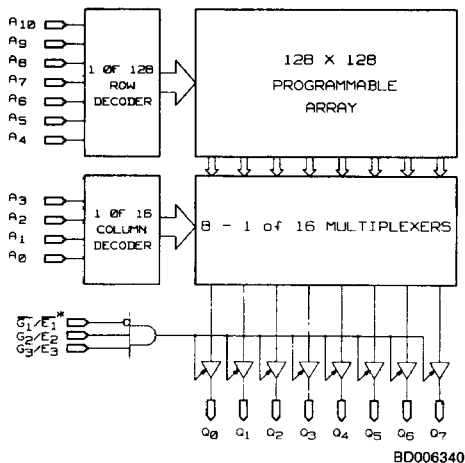 A10
A9
A8
A7
A6
A5
A4
1 OF 128
ROW
DECODER
128 X 128
PROGRAMMABLE
ARRAY
A3
A2
A1
A0
1 OF 16
COLUMN
DECODER
8 - 1 of 16 MULTIPLEXERS
G̅1/E̅1*
G2/E2
G3/E3
Q0 Q1 Q2 Q3 Q4 Q5 Q6 Q7
BD006340